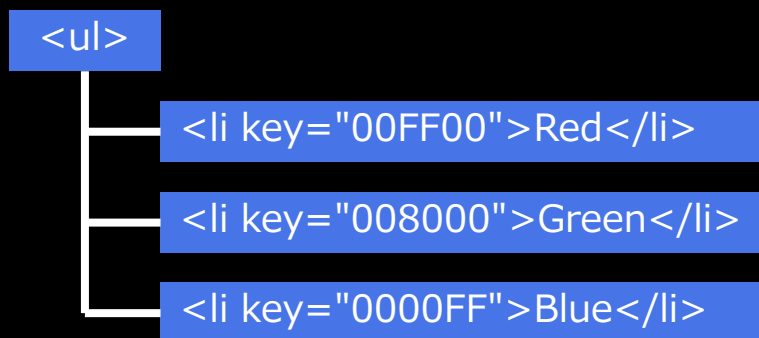 <ul>
<li key="00FF00">Red</li>
<li key="008000">Green</li>
<li key="0000FF">Blue</li>